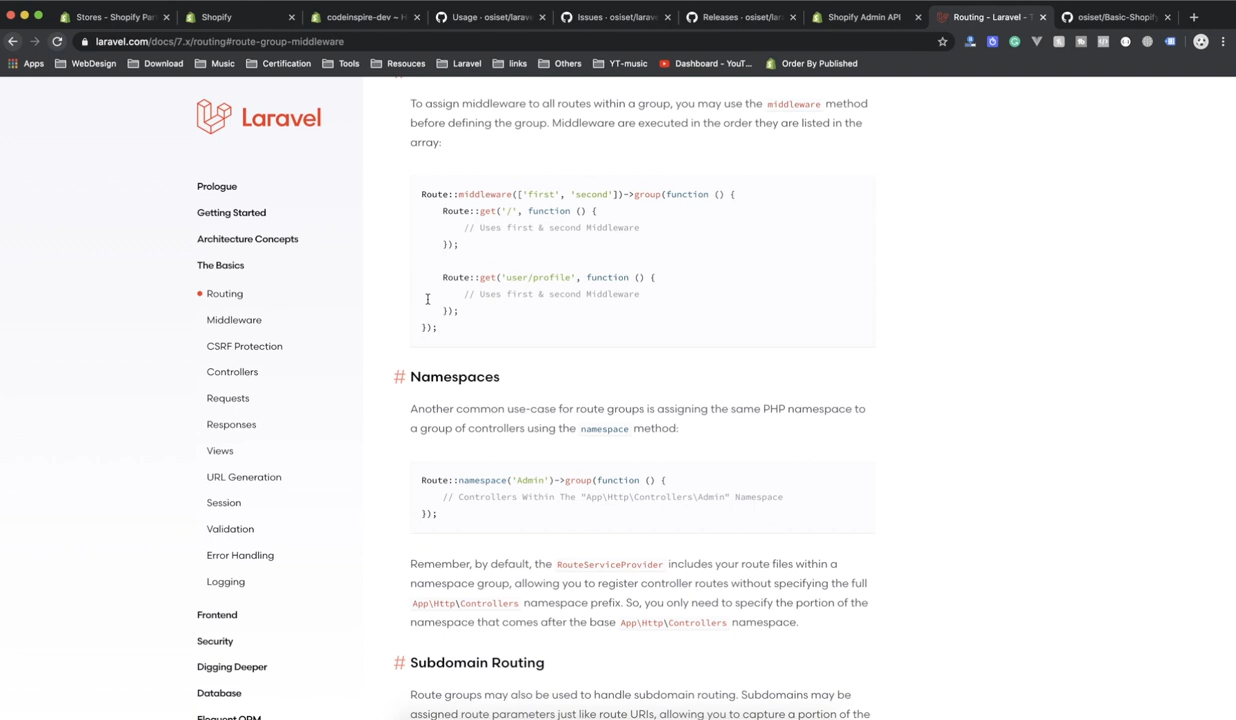 Stores - Shopify Par
Shopify
codeinspire-dev ~ H
Usage - osiset/larave
Issues - osiset/larave
Releases - osiset/lar
Shopify Admin API
Routing - Laravel - T
osiset/Basic-Shopify
laravel.com/docs/7.x/routing#route-group-middleware
Apps
WebDesign
Download
Music
Certification
Tools
Resouces
Laravel
links
Others
YT-music
Dashboard - YouT...
Order By Published
Laravel
Prologue
Getting Started
Architecture Concepts
The Basics
Routing
Middleware
CSRF Protection
Controllers
Requests
Responses
Views
URL Generation
Session
Validation
Error Handling
Logging
Frontend
Security
Digging Deeper
Database
Eloquent ORM
To assign middleware to all routes within a group, you may use the middleware method
before defining the group. Middleware are executed in the order they are listed in the
array:
Route::middleware(['first', 'second'])->group(function () {
Route::get('/', function () {
// Uses first & second Middleware
});
Route::get('user/profile', function () {
// Uses first & second Middleware
});
});
# Namespaces
Another common use-case for route groups is assigning the same PHP namespace to
a group of controllers using the namespace method:
Route::namespace('Admin')->group(function () {
// Controllers Within The "App\Http\Controllers\Admin" Namespace
});
Remember, by default, the RouteServiceProvider includes your route files within a
namespace group, allowing you to register controller routes without specifying the full
App\Http\Controllers namespace prefix. So, you only need to specify the portion of the
namespace that comes after the base App\Http\Controllers namespace.
# Subdomain Routing
Route groups may also be used to handle subdomain routing. Subdomains may be
assigned route parameters just like route URIs, allowing you to capture a portion of the